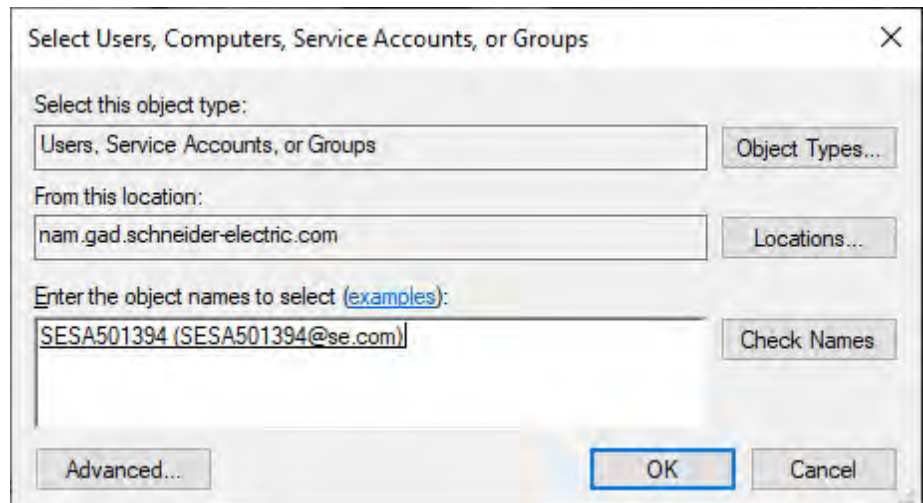 Select Users, Computers, Service Accounts, or Groups
Select this object type:
Users, Service Accounts, or Groups
Object Types...
From this location:
nam.gad.schneider-electric.com
Locations...
Enter the object names to select (examples):
SESA501394 (SESA501394@se.com)
Check Names
Advanced...
OK
Cancel